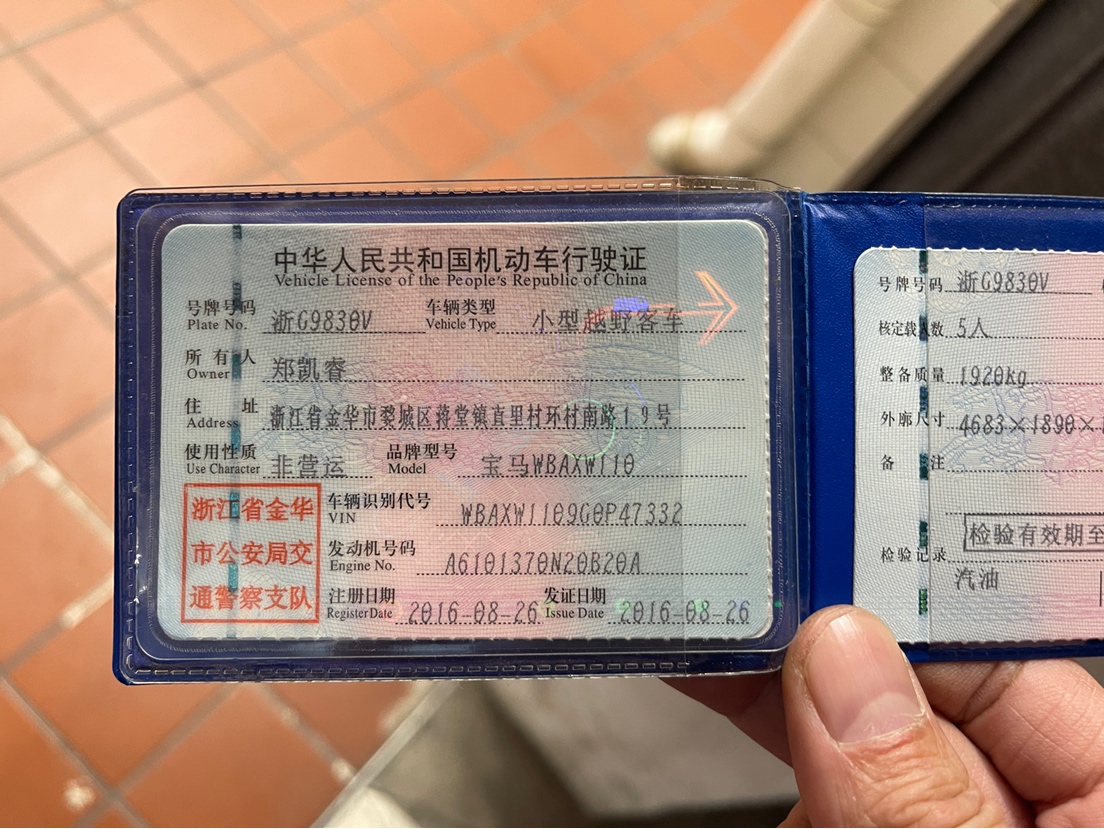 中华人民共和国机动车行驶证
Vehicle License of the People's Republic of China
号牌号码 浙G9830V 车辆类型 小型越野客车
Plate No. Vehicle Type
所有人 郑凯睿
Owner
住址 浙江省金华市婺城区蒋堂镇直里村环村南路19号
Address
使用性质 非营运 品牌型号 宝马WBAXW110
Use Character Model
浙江省金华
市公安局交
通警察支队
车辆识别代号 WBAXW1109G0P47332
VIN
发动机号码 A6101370N20B20A
Engine No.
注册日期 2016-08-26 发证日期 2016-08-26
Register Date Issue Date
号牌号码 浙G9830V
核定载人数 5人
整备质量 1920kg
外廓尺寸 4683×1890×
备注
检验有效期至
检验记录
汽油